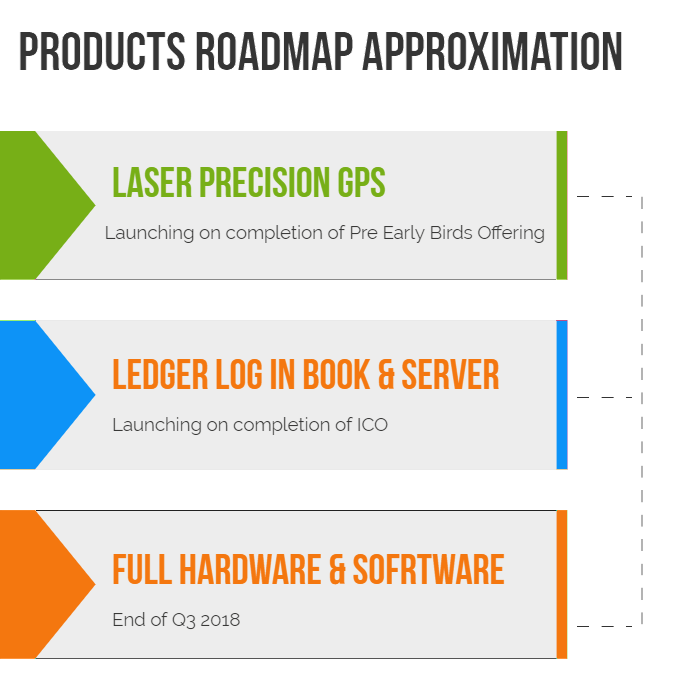 PRODUCTS ROADMAP APPROXIMATION
LASER PRECISION GPS
Launching on completion of Pre Early Birds Offering
LEDGER LOG IN BOOK & SERVER
Launching on completion of ICO
FULL HARDWARE & SOFRTWARE
End of Q3 2018